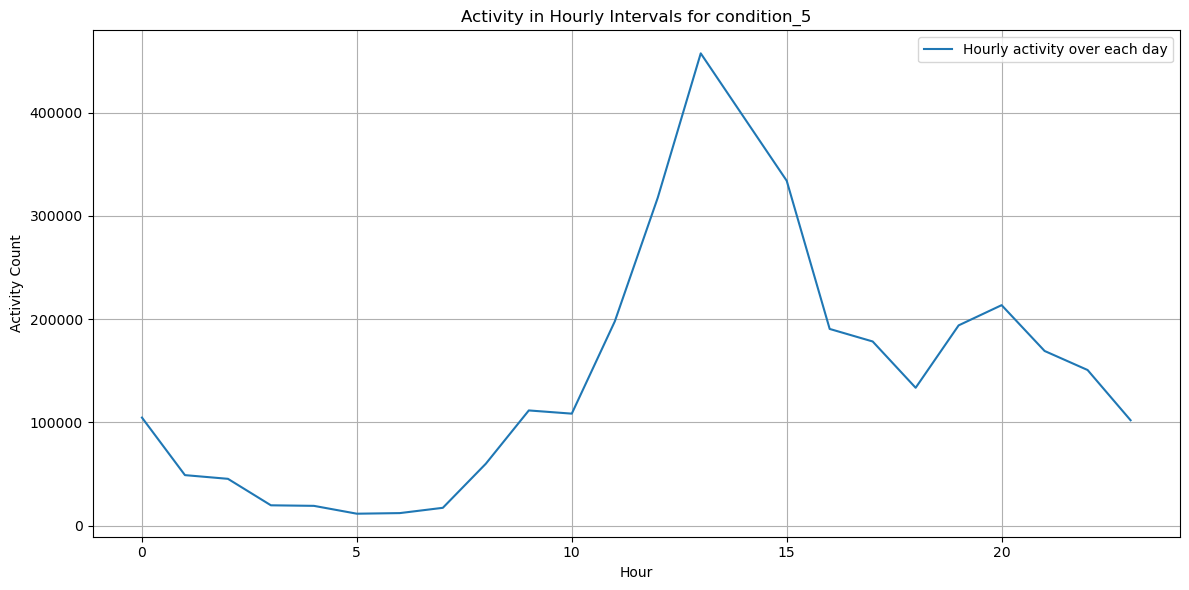 Activity in Hourly Intervals for condition_5
Hourly activity over each day
Activity Count
400000
300000
200000
100000
0
0 5 10 15 20
Hour